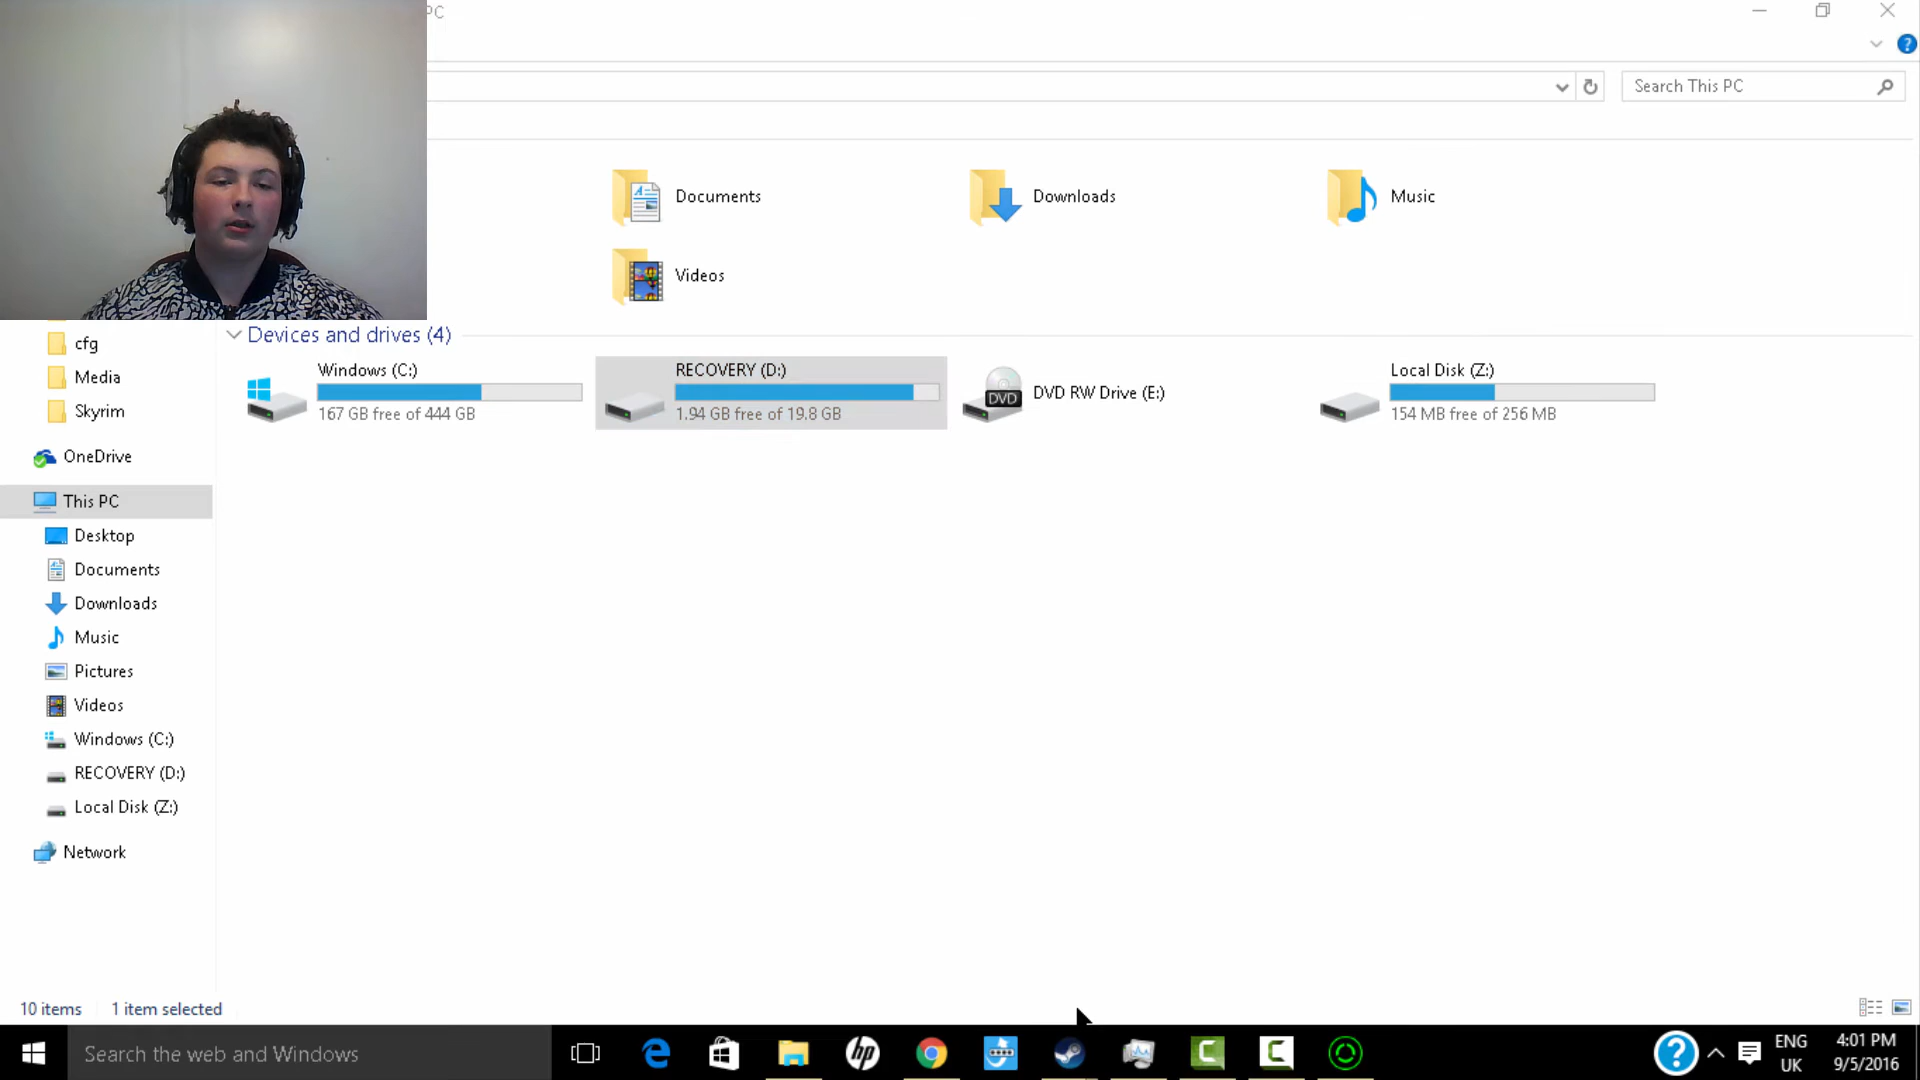 PC
?
Search This PC
Documents
Downloads
Music
Videos
Devices and drives (4)
Windows (C:)
167 GB free of 444 GB
RECOVERY (D:)
1.94 GB free of 19.8 GB
DVD
DVD RW Drive (E:)
Local Disk (Z:)
154 MB free of 256 MB
cfg
Media
Skyrim
OneDrive
This PC
Desktop
Documents
Downloads
Music
Pictures
Videos
Windows (C:)
RECOVERY (D:)
Local Disk (Z:)
Network
10 items 1 item selected
Search the web and Windows
hp
?
ENG
UK
4:01 PM
9/5/2016